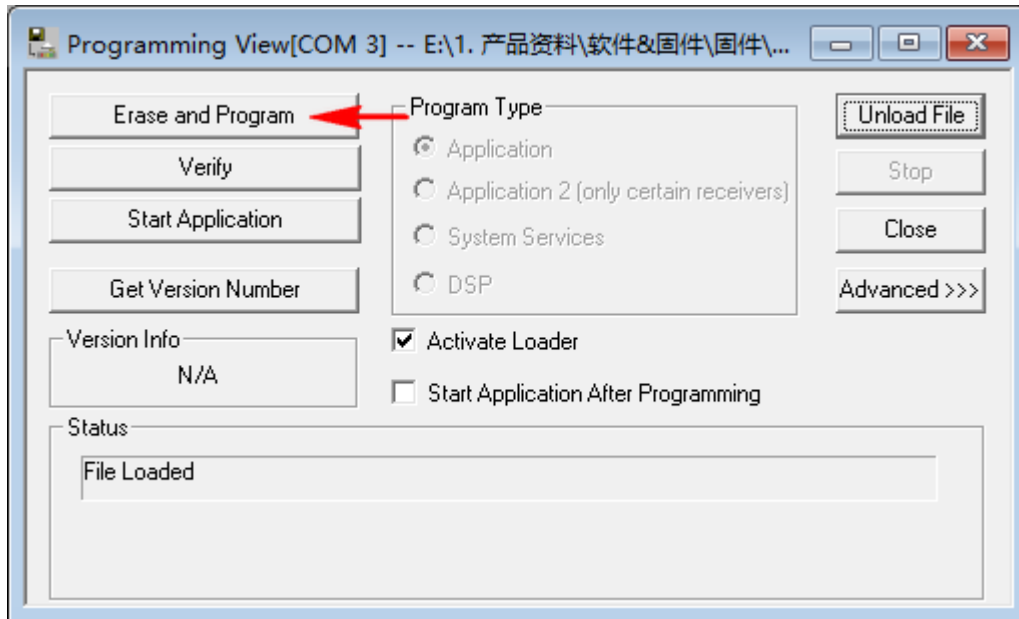 Programming View[COM 3] -- E:\1. 产品资料\软件&固件\固件\...
Erase and Program
Verify
Start Application
Get Version Number
Version Info
N/A
Program Type
Application
Application 2 (only certain receivers)
System Services
DSP
Activate Loader
Start Application After Programming
Unload File
Stop
Close
Advanced >>>
Status
File Loaded